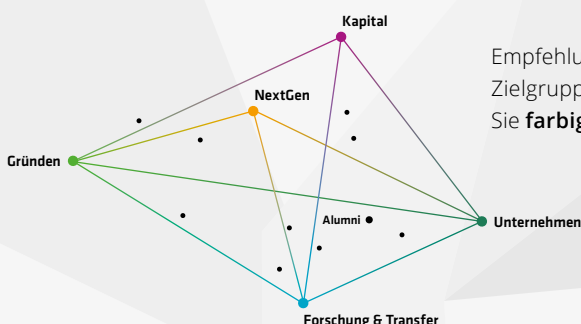 Kapital
Empfehlu
Zielgrupp
Sie farbig
NextGen
Gründen
Alumni
Unternehmen
Forschung & Transfer